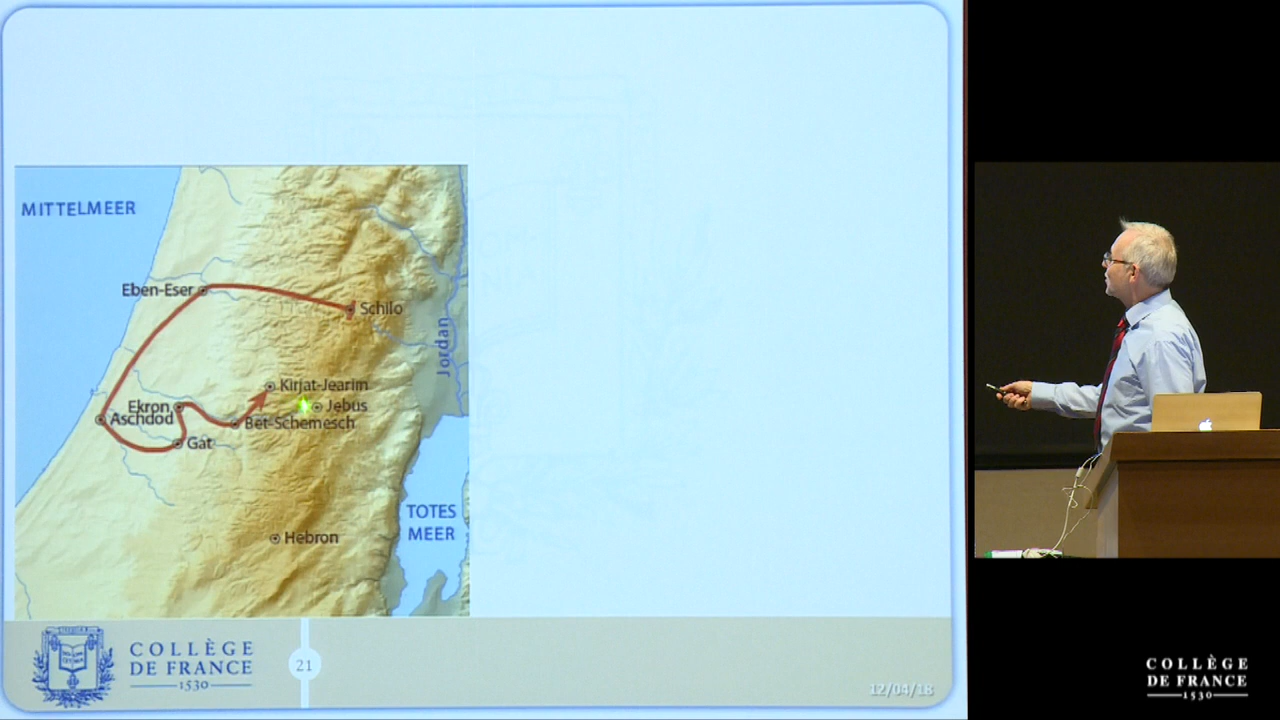 MITTELMEER
Eben-Eser
Schilo
Jordan
Kirjat-Jearim
Ekron
Jebus
Aschdod
Bet-Schemesch
Gat
TOTES
MEER
Hebron
COLLÈGE
DE FRANCE
1530
21
12/04/18
COLLÈGE
DE FRANCE
1530